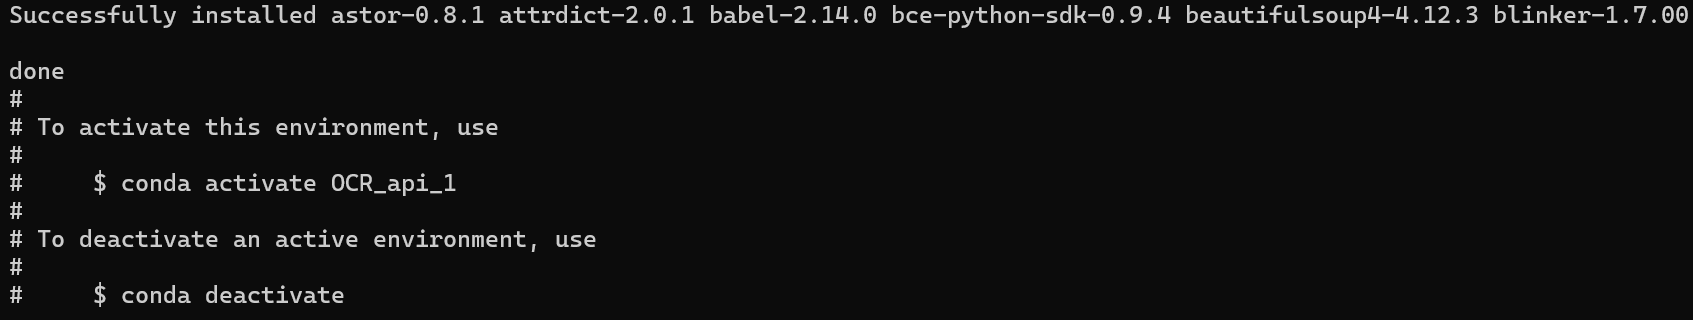 Successfully installed astor-0.8.1 attrdict-2.0.1 babel-2.14.0 bce-python-sdk-0.9.4 beautifulsoup4-4.12.3 blinker-1.7.00
done
#
# To activate this environment, use
#
#     $ conda activate OCR_api_1
#
# To deactivate an active environment, use
#
#     $ conda deactivate